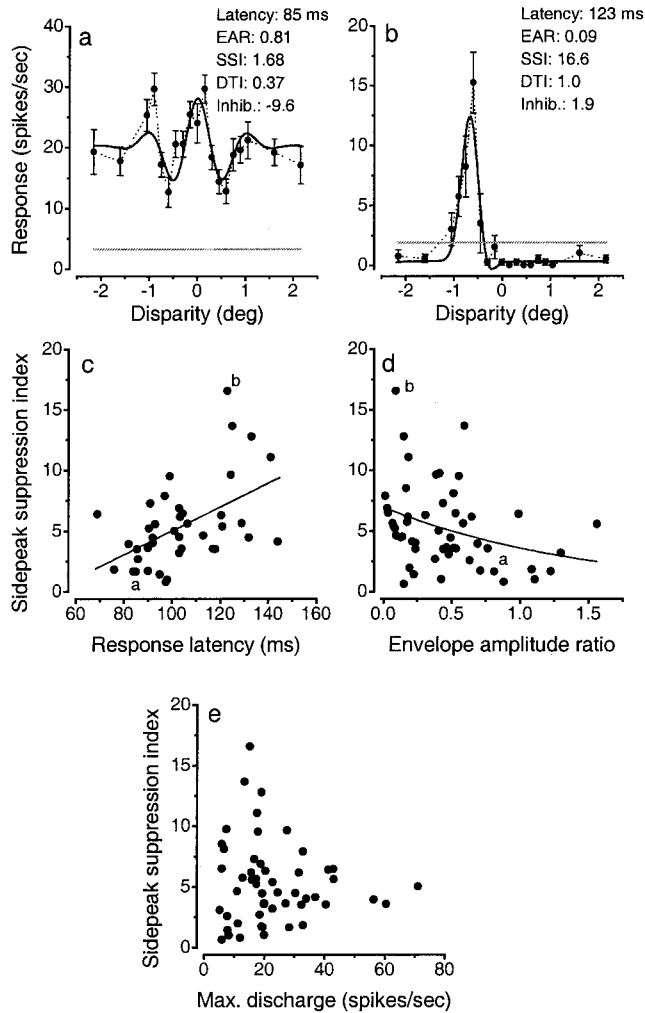 a
Latency: 85 ms
EAR: 0.81
SSI: 1.68
DTI: 0.37
Inhib.: -9.6
40
30
20
10
0
Response (spikes/sec)
-2 -1 0 1 2
Disparity (deg)
b
Latency: 123 ms
EAR: 0.09
SSI: 16.6
DTI: 1.0
Inhib.: 1.9
20
15
10
5
0
-2 -1 0 1 2
Disparity (deg)
c
b
a
20
15
10
5
0
Sidepeak suppression index
60 80 100 120 140 160
Response latency (ms)
d
b
a
20
15
10
5
0
0.0 0.5 1.0 1.5
Envelope amplitude ratio
e
20
15
10
5
0
Sidepeak suppression index
0 20 40 60 80
Max. discharge (spikes/sec)